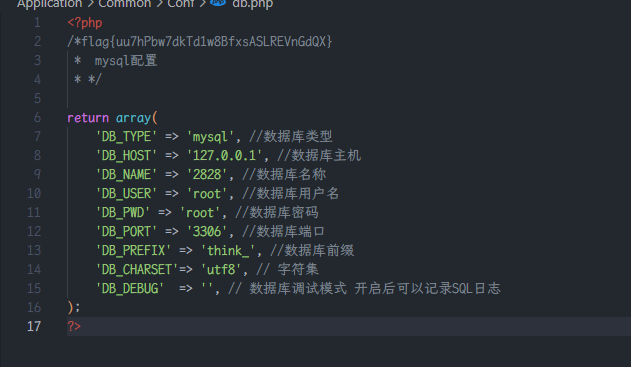 Application > Common > Conf > db.php
1 <?php
2 /*flag{uu7hPbw7dkTd1w8BfxsASLREVnGdQX}
3 * mysql配置
4 * */
5
6 return array(
7 'DB_TYPE' => 'mysql', //数据库类型
8 'DB_HOST' => '127.0.0.1', //数据库主机
9 'DB_NAME' => '2828', //数据库名称
10 'DB_USER' => 'root', //数据库用户名
11 'DB_PWD' => 'root', //数据库密码
12 'DB_PORT' => '3306', //数据库端口
13 'DB_PREFIX' => 'think_', //数据库前缀
14 'DB_CHARSET'=> 'utf8', // 字符集
15 'DB_DEBUG' => '', // 数据库调试模式 开启后可以记录SQL日志
16 );
17 ?>